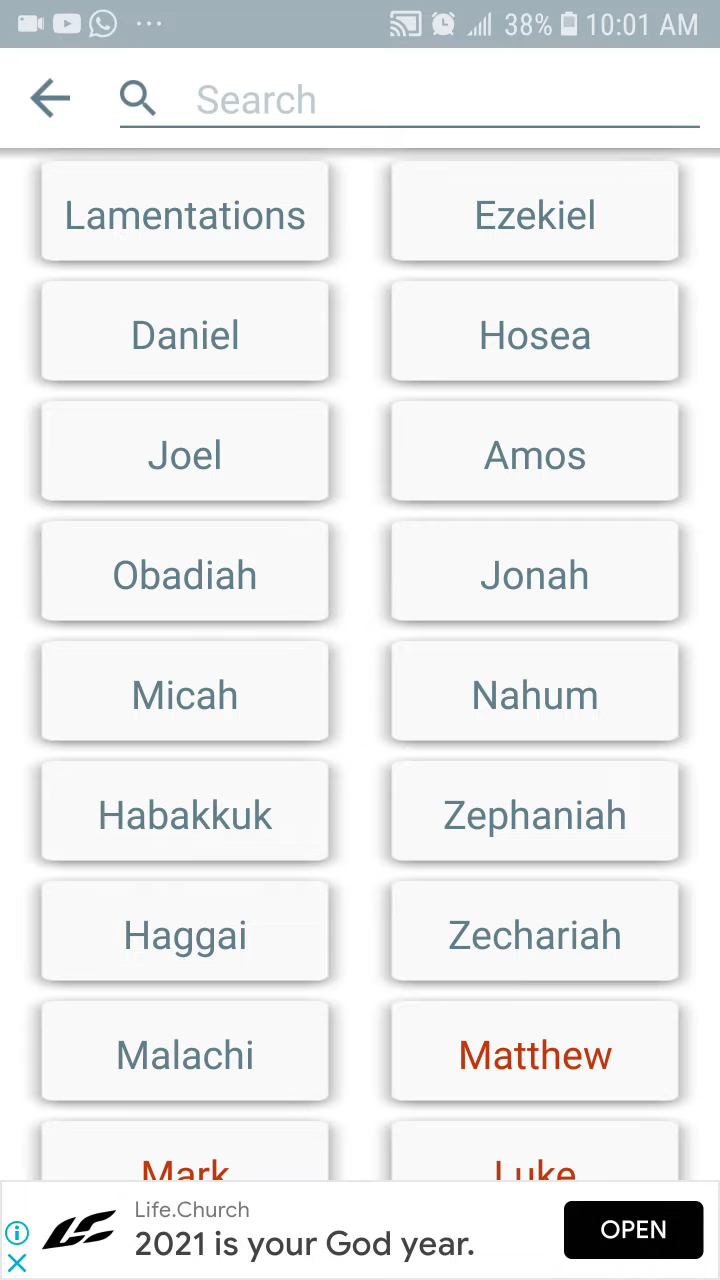 38% 10:01 AM
Search
Lamentations Ezekiel
Daniel Hosea
Joel Amos
Obadiah Jonah
Micah Nahum
Habakkuk Zephaniah
Haggai Zechariah
Malachi Matthew
Mark Luke
Life.Church
2021 is your God year.
OPEN